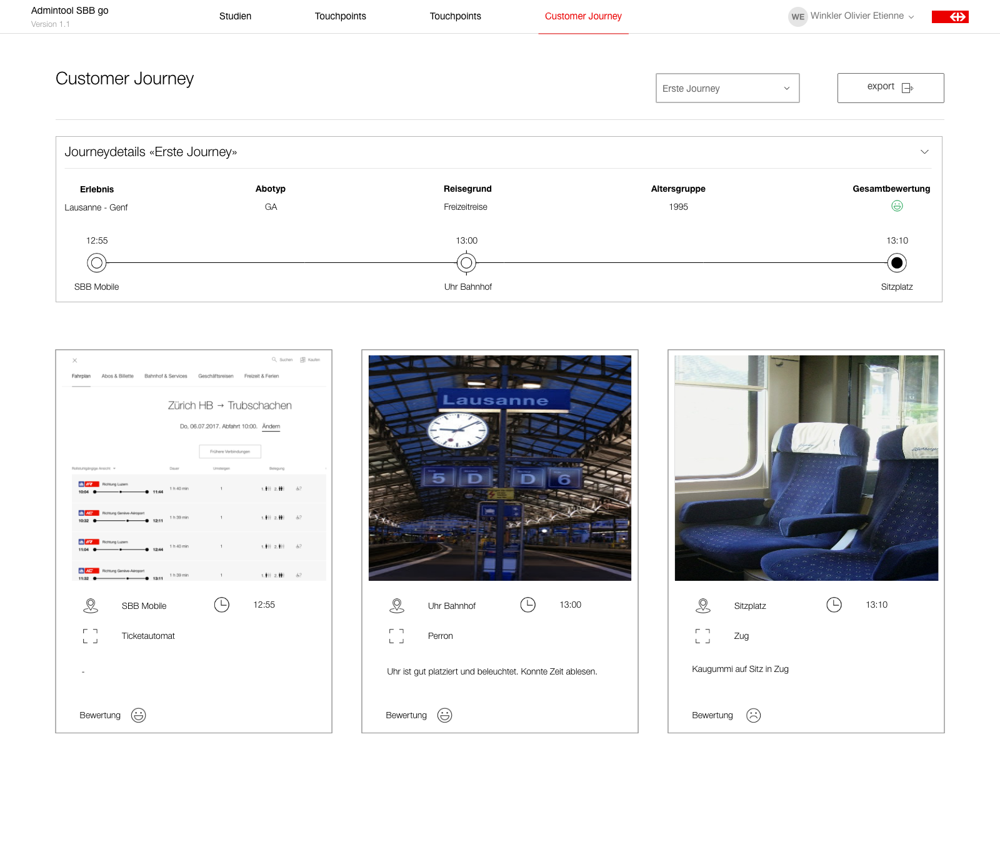 Admintool SBB go
Version 1.1
Studien
Touchpoints
Touchpoints
Customer Journey
WE
Winkler Olivier Etienne
Customer Journey
Erste Journey
export
Journeydetails «Erste Journey»
Erlebnis
Abotyp
Reisegrund
Altersgruppe
Gesamtbewertung
Lausanne - Genf
GA
Freizeitreise
1995
12:55
13:00
13:10
SBB Mobile
Uhr Bahnhof
Sitzplatz
Suchen
Kaufen
Fahrplan
Abos & Billette
Bahnhof & Services
Geschäftsreisen
Freizeit & Ferien
Zürich HB → Trubschachen
Do, 06.07.2017. Abfahrt 10:00. Ändern
Frühere Verbindungen
Rollstuhlgängige Ansicht
Dauer
Umsteigen
Belegung
IR Richtung Luzern
10:04 11:44 1 h 40 min 1 1. 2.
IC Richtung Genève-Aéroport
10:32 12:11 1 h 39 min 1 1. 2.
IR Richtung Luzern
11:04 12:44 1 h 40 min 1 1. 2.
IC Richtung Genève-Aéroport
11:32 13:11 1 h 39 min 1 1. 2.
SBB Mobile
12:55
Ticketautomat
-
Bewertung
Lausanne
5 D D 6
Uhr Bahnhof
13:00
Perron
Uhr ist gut platziert und beleuchtet. Konnte Zeit ablesen.
Bewertung
Sitzplatz
13:10
Zug
Kaugummi auf Sitz in Zug
Bewertung